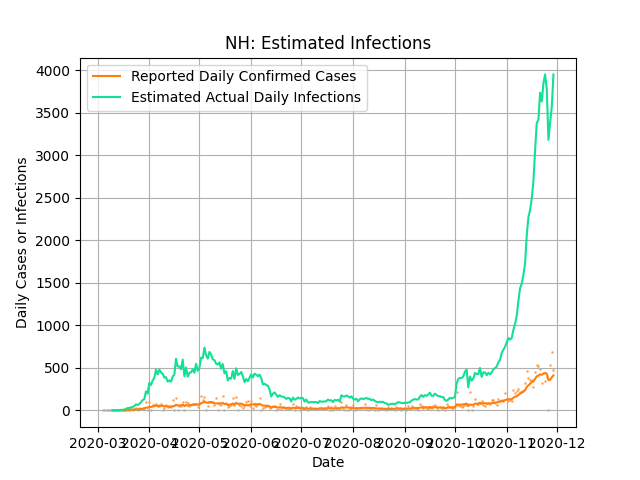 NH: Estimated Infections
Reported Daily Confirmed Cases
Estimated Actual Daily Infections
4000
3500
3000
2500
2000
1500
1000
500
0
Daily Cases or Infections
2020-03 2020-04 2020-05 2020-06 2020-07 2020-08 2020-09 2020-10 2020-11 2020-12
Date